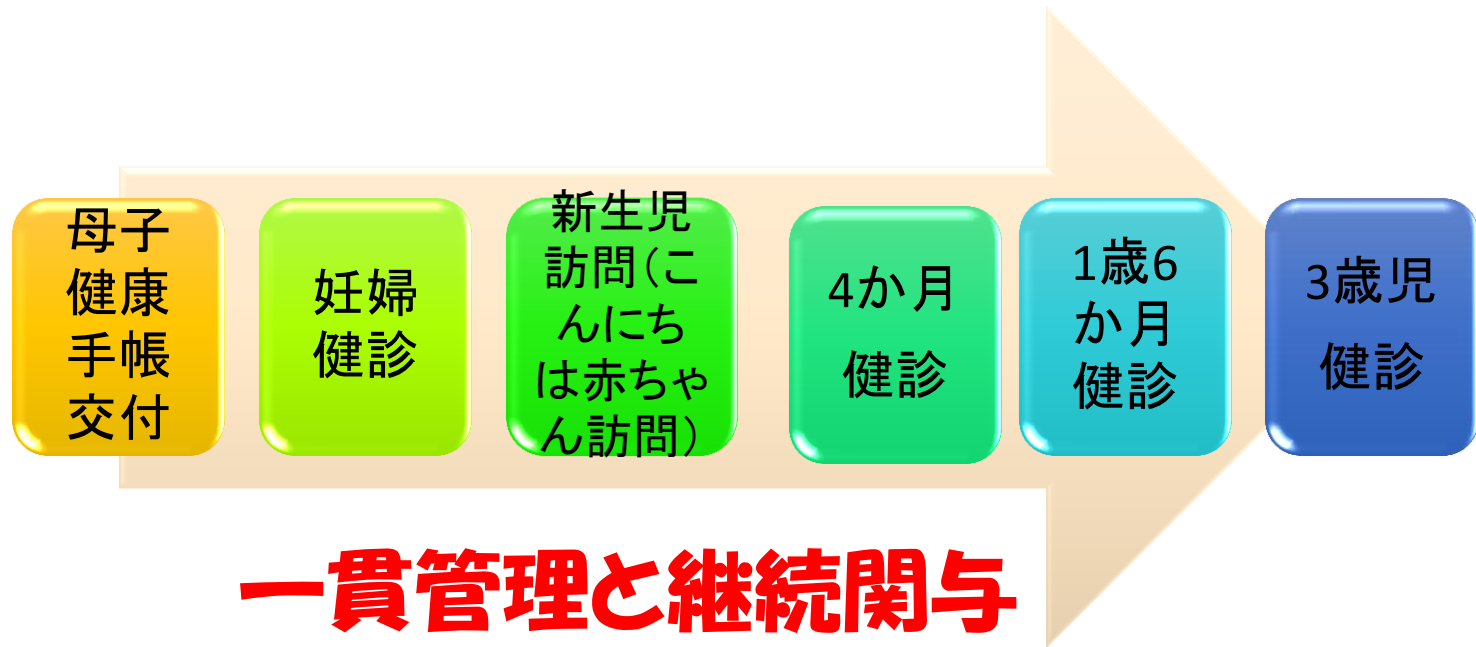 母子
健康
手帳
交付
妊婦
健診
新生児
訪問（こ
んにち
は赤ちゃ
ん訪問）
4か月
健診
1歳6
か月
健診
3歳児
健診
一貫管理と継続関与